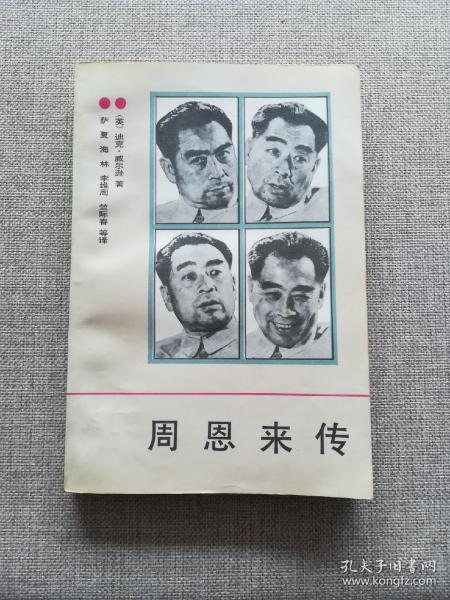 (英)迪克·威尔逊 著
萨夏海林 李维周 竺际春 等译
周恩来传
孔夫子旧书网
www.kongfz.com